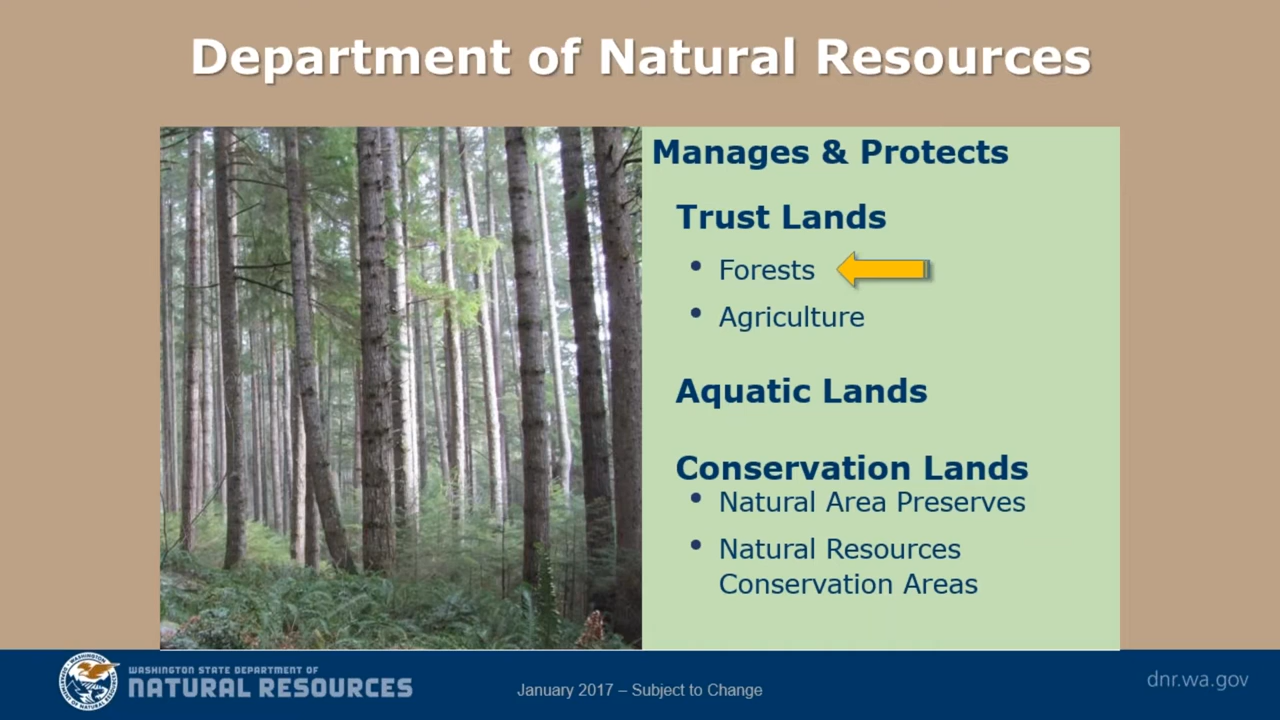 Department of Natural Resources
Manages & Protects
Trust Lands
• Forests
• Agriculture
Aquatic Lands
Conservation Lands
• Natural Area Preserves
• Natural Resources
Conservation Areas
WASHINGTON STATE DEPARTMENT OF
NATURAL RESOURCES
January 2017 – Subject to Change
dnr.wa.gov